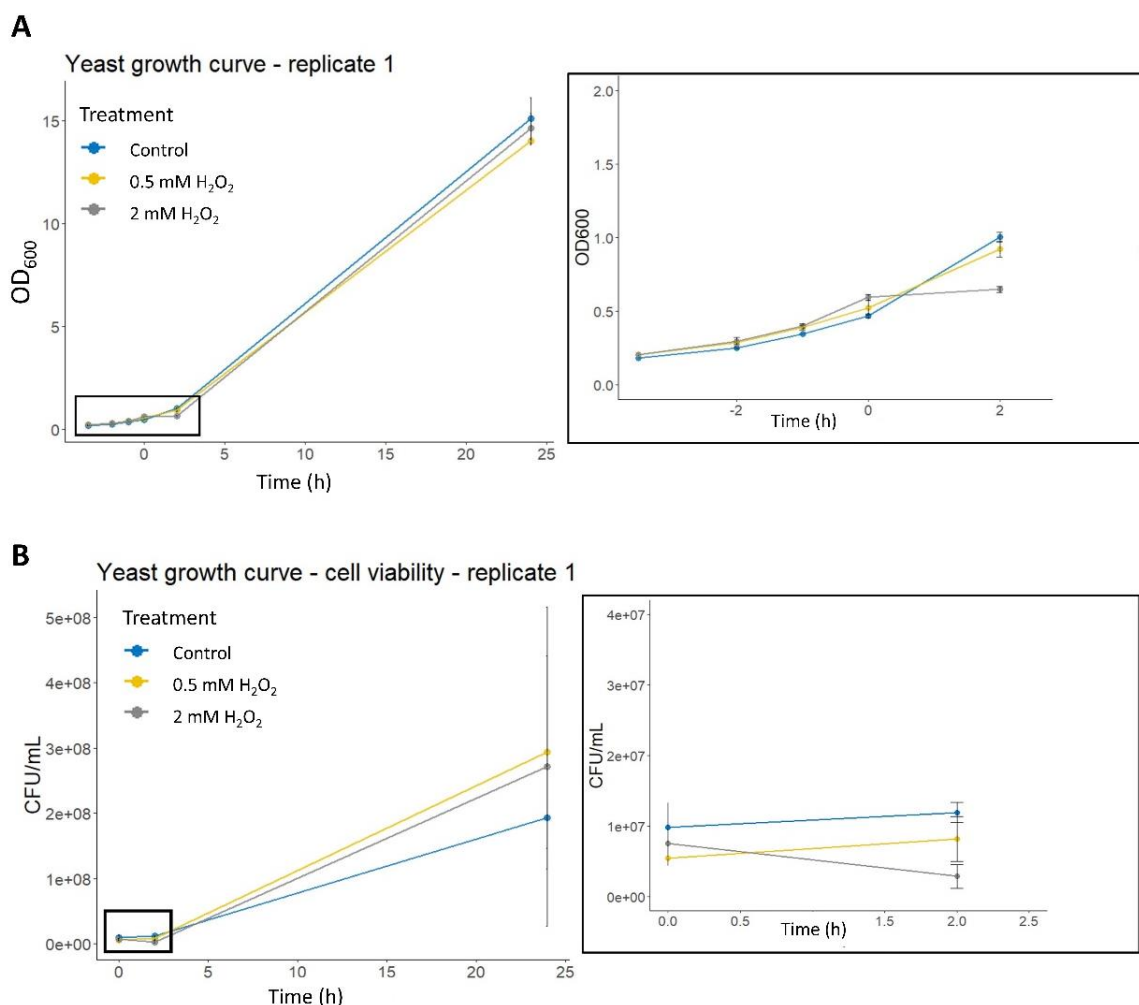 A
Yeast growth curve - replicate 1
Treatment
Control
0.5 mM H₂O₂
2 mM H₂O₂
OD₆₀₀
15
10
5
0
0 5 10 15 20 25
Time (h)
2.0
1.5
1.0
0.5
0.0
OD600
-2 0 2
Time (h)
B
Yeast growth curve - cell viability - replicate 1
Treatment
Control
0.5 mM H₂O₂
2 mM H₂O₂
CFU/mL
5e+08
4e+08
3e+08
2e+08
1e+08
0e+00
0 5 10 15 20 25
Time (h)
4e+07
3e+07
2e+07
1e+07
0e+00
CFU/mL
0.0 0.5 1.0 1.5 2.0 2.5
Time (h)